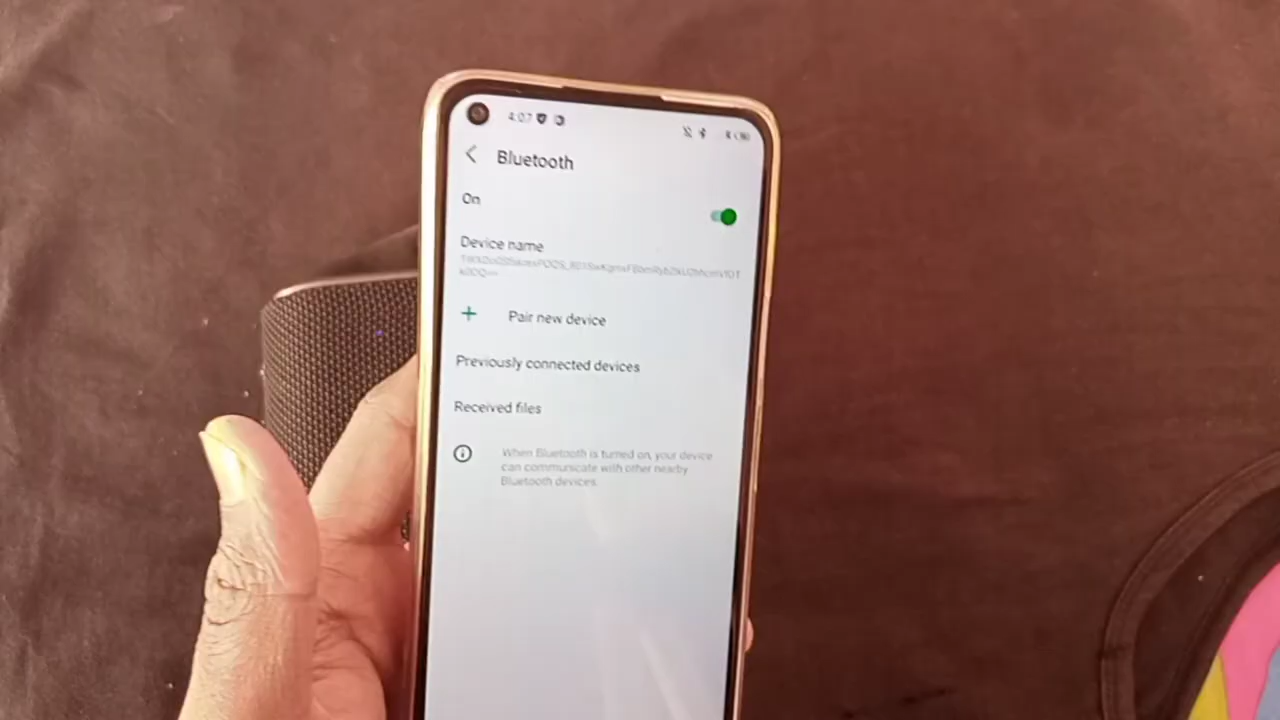 4:07
Bluetooth
On
Device name
Pair new device
Previously connected devices
Received files
When Bluetooth is turned on, your device
can communicate with other nearby
Bluetooth devices.